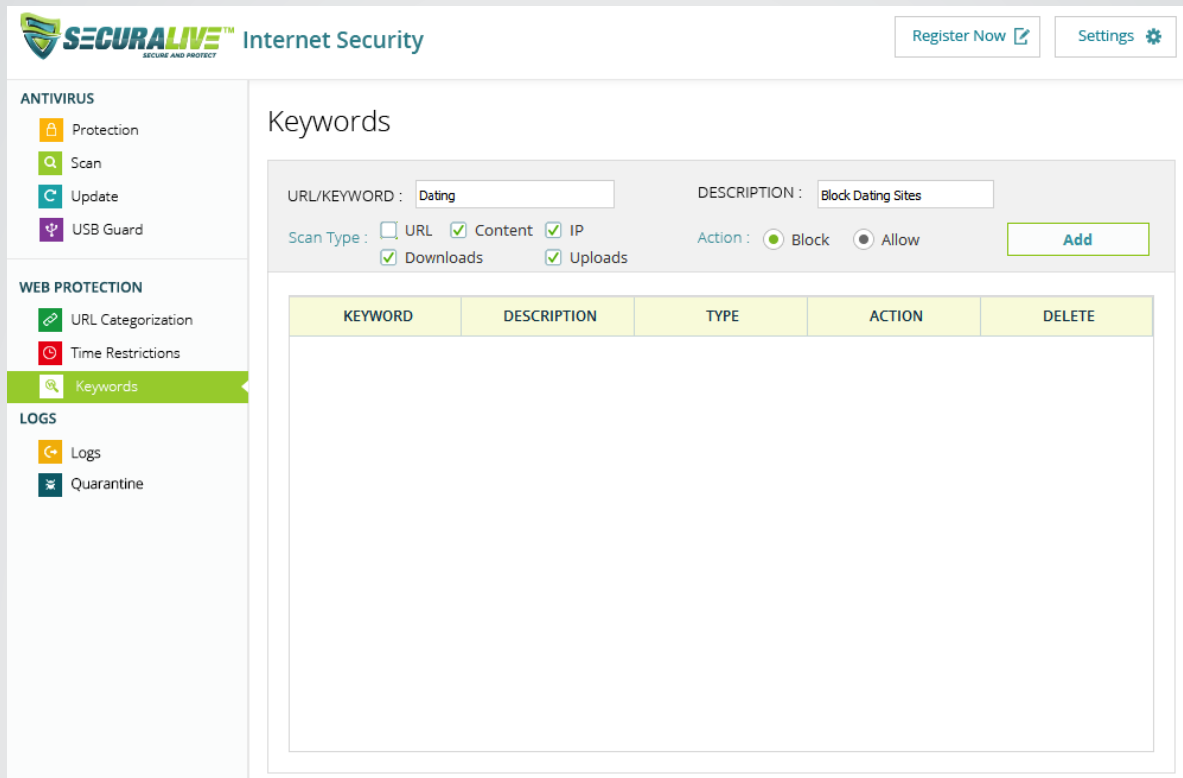 SECURALIVE™ Internet Security
SECURE AND PROTECT
Register Now
Settings
ANTIVIRUS
Protection
Scan
Update
USB Guard
WEB PROTECTION
URL Categorization
Time Restrictions
Keywords
LOGS
Logs
Quarantine
Keywords
URL/KEYWORD : Dating
DESCRIPTION : Block Dating Sites
Scan Type : URL Content IP
Downloads Uploads
Action : Block Allow
Add
KEYWORD DESCRIPTION TYPE ACTION DELETE